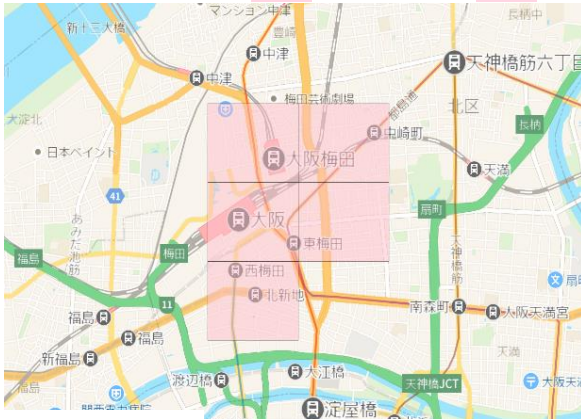 マンション中津
長柄中
新十三大橋
豊崎
中津
天神橋筋六丁目
中津
大淀北
梅田芸術劇場
北区
都島通
長柄
日本ペイント
大阪梅田
中崎町
天満
41
あみだ池筋
扇町
大阪
福島
梅田
東梅田
天神橋筋
西梅田
扇町
北新地
11
福島
南森町
大阪天満宮
福島
新福島
天満
大江橋
渡辺橋
天神橋JCT
福島
大阪天
淀屋橋